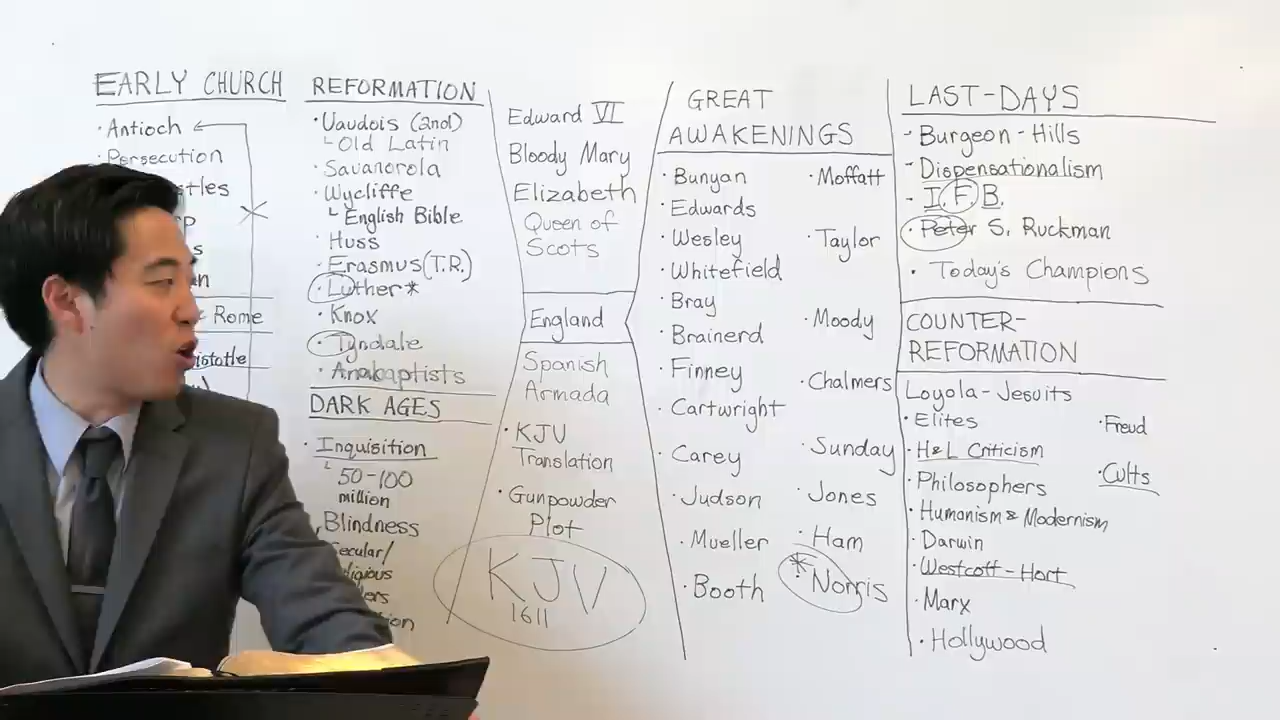 EARLY CHURCH
· Antioch
· Persecution
Rome
REFORMATION
· Vaudois (2nd)
Old Latin
· Savanorola
· Wycliffe
English Bible
· Huss
· Erasmus (T.R.)
· Luther *
· Knox
· Tyndale
· Anabaptists
DARK AGES
· Inquisition
50-100
million
Blindness
Edward VI
Bloody Mary
Elizabeth
Queen of
Scots
England
Spanish
Armada
· KJV
Translation
· Gunpowder
Plot
KJV
1611
GREAT
AWAKENINGS
· Bunyan
· Edwards
· Wesley
· Whitefield
· Bray
· Brainerd
· Finney
· Cartwright
· Carey
· Judson
· Mueller
· Booth
· Moffatt
· Taylor
· Moody
· Chalmers
· Sunday
· Jones
· Ham
* · Norris
LAST-DAYS
- Burgeon - Hills
- Dispensationalism
- I.F.B.
· Peter S. Ruckman
· Today's Champions
COUNTER-
REFORMATION
Loyola - Jesuits
· Elites
· H&L Criticism
· Philosophers
· Humanism & Modernism
· Darwin
· Westcott-Hort
· Marx
· Hollywood
· Freud
· Cults